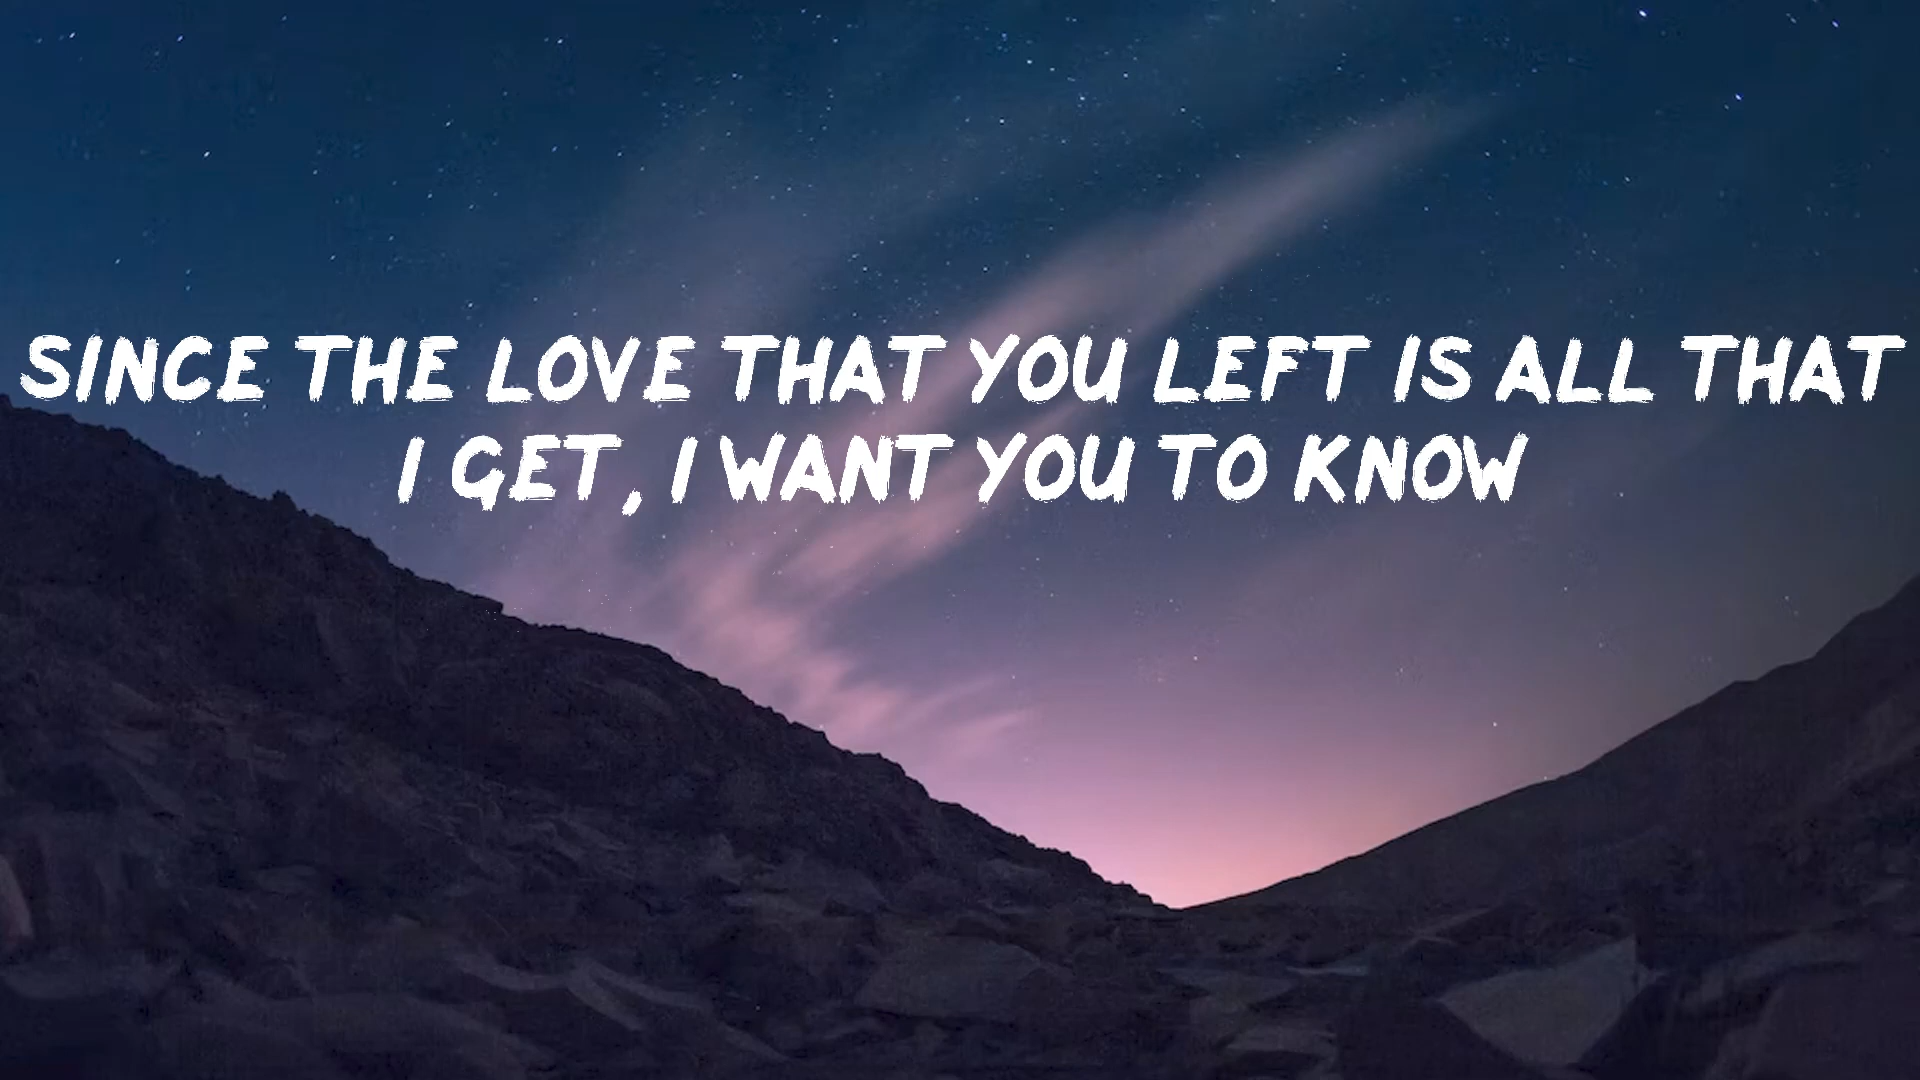 SINCE THE LOVE THAT YOU LEFT IS ALL THAT
I GET, I WANT YOU TO KNOW